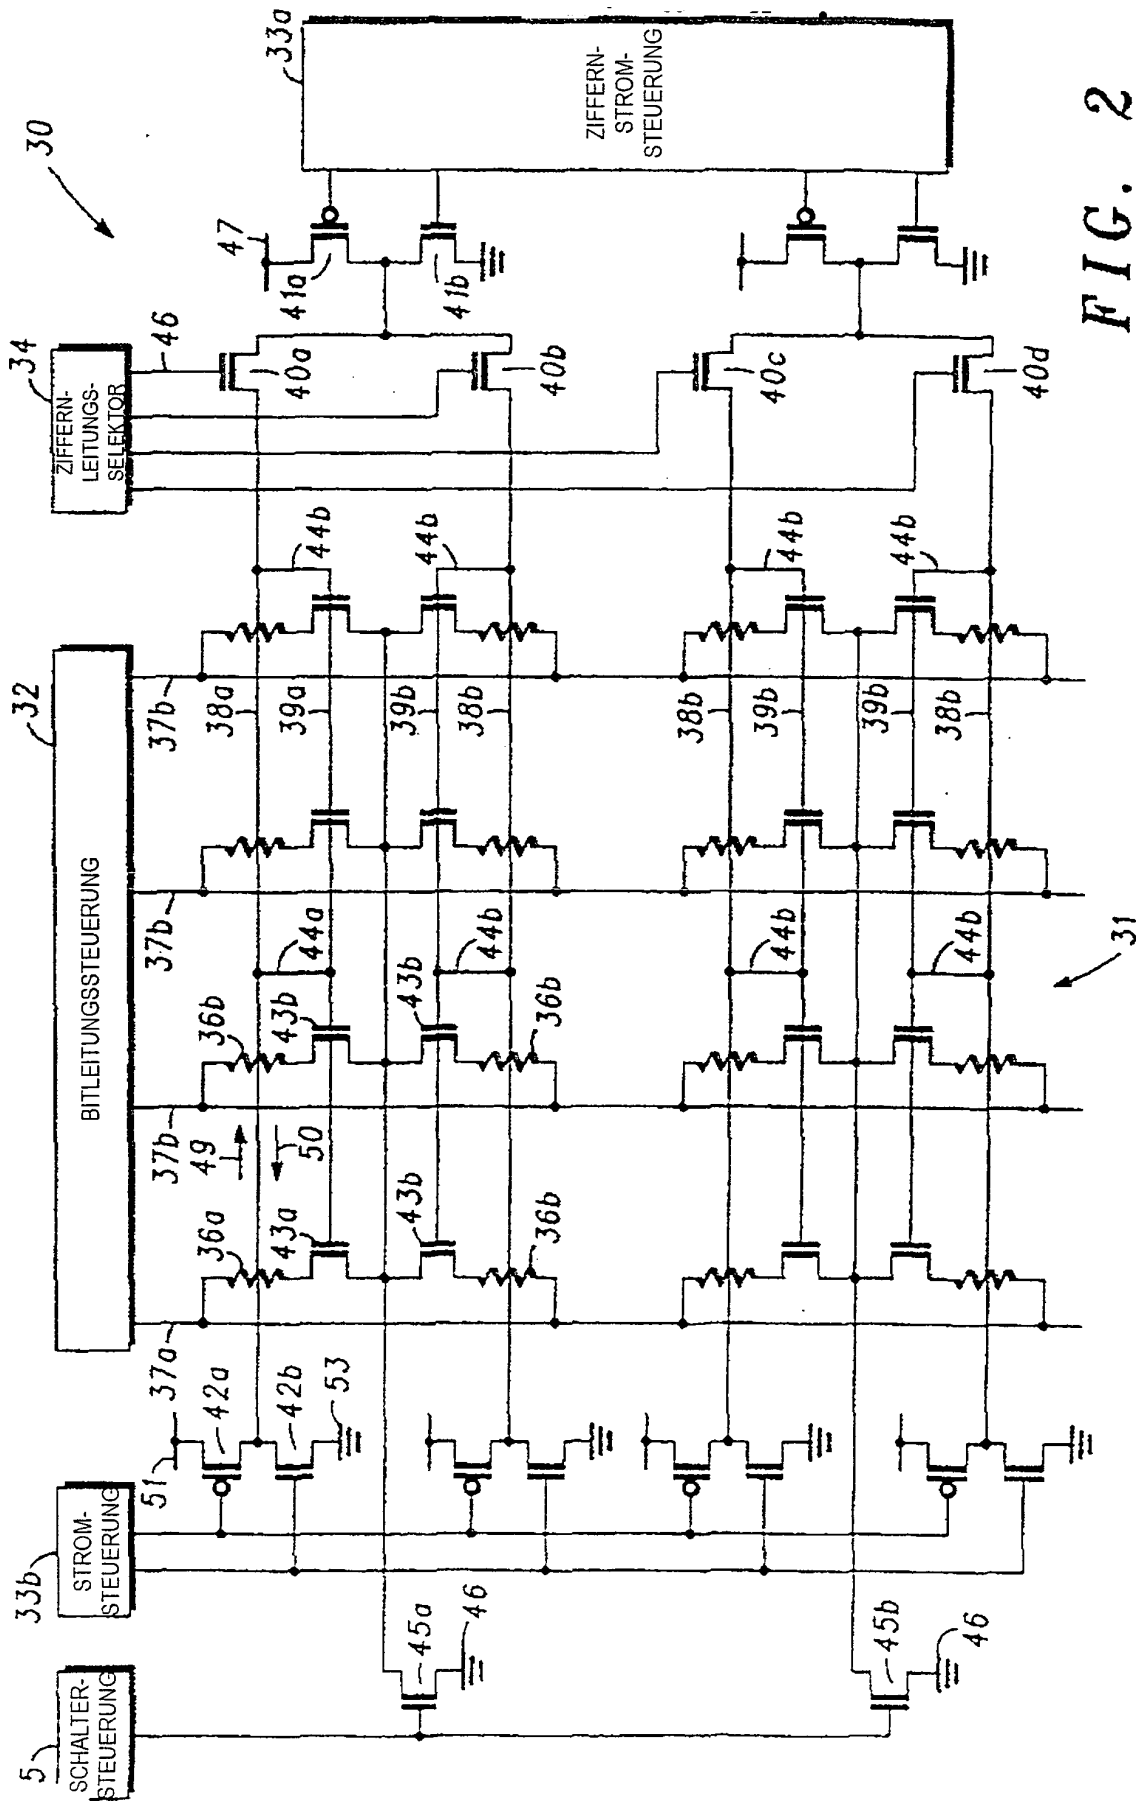 FIG. 2
30
5
SCHALTER-
STEUERUNG
33b
STROM-
STEUERUNG
32
BITLEITUNGSSTEUERUNG
34
ZIFFERN-
LEITUNGS-
SELEKTOR
33a
ZIFFERN-
STROM-
STEUERUNG
51
37a
37b
37b
37b
46
47
42a
36a
49
36b
38a
40a
41a
42b
43a
50
43b
44a
39a
44b
41b
53
45a
46
43b
43b
39b
44b
40b
36b
36b
44b
38b
38b
40c
44b
39b
44b
45b
46
39b
44b
44b
38b
40d
31